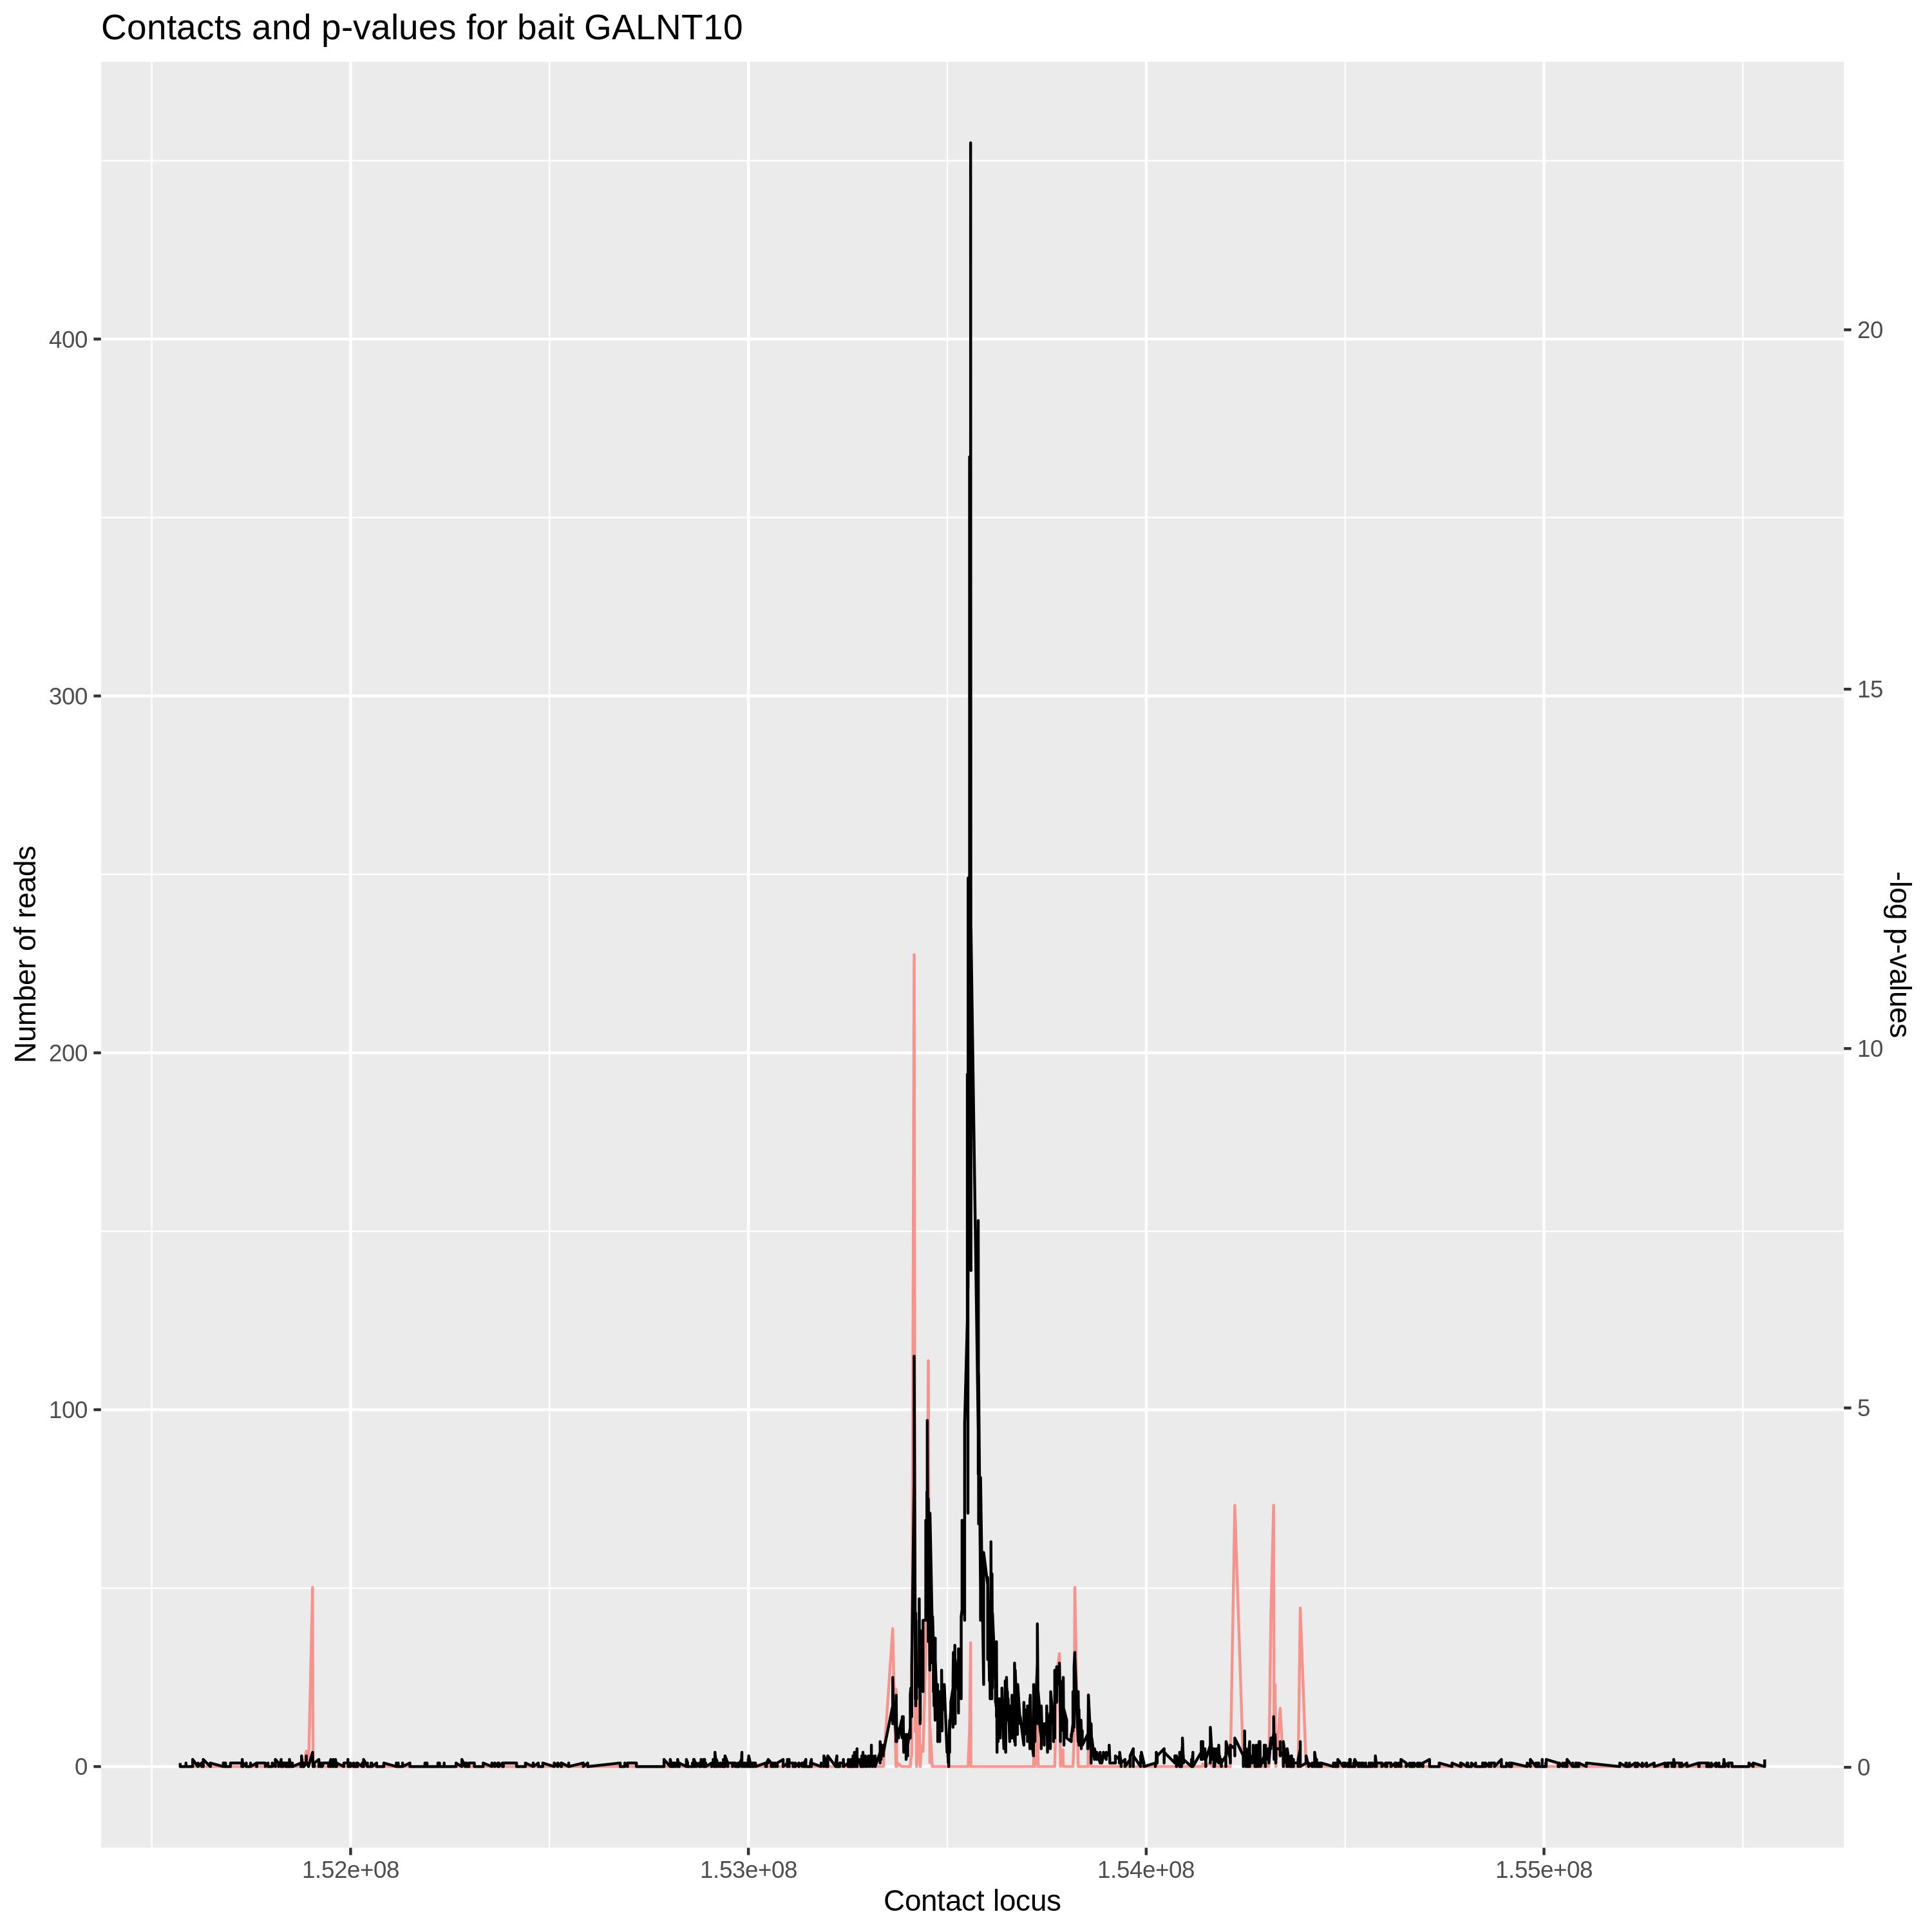 Contacts and p-values for bait GALNT10
400
300
200
100
0
Number of reads
20
15
10
5
0
-log p-values
1.52e+08
1.53e+08
1.54e+08
1.55e+08
Contact locus